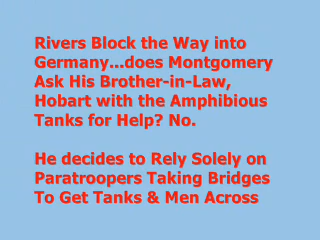 Rivers Block the Way into
Germany...does Montgomery
Ask His Brother-in-Law,
Hobart with the Amphibious
Tanks for Help? No.
He decides to Rely Solely on
Paratroopers Taking Bridges
To Get Tanks & Men Across